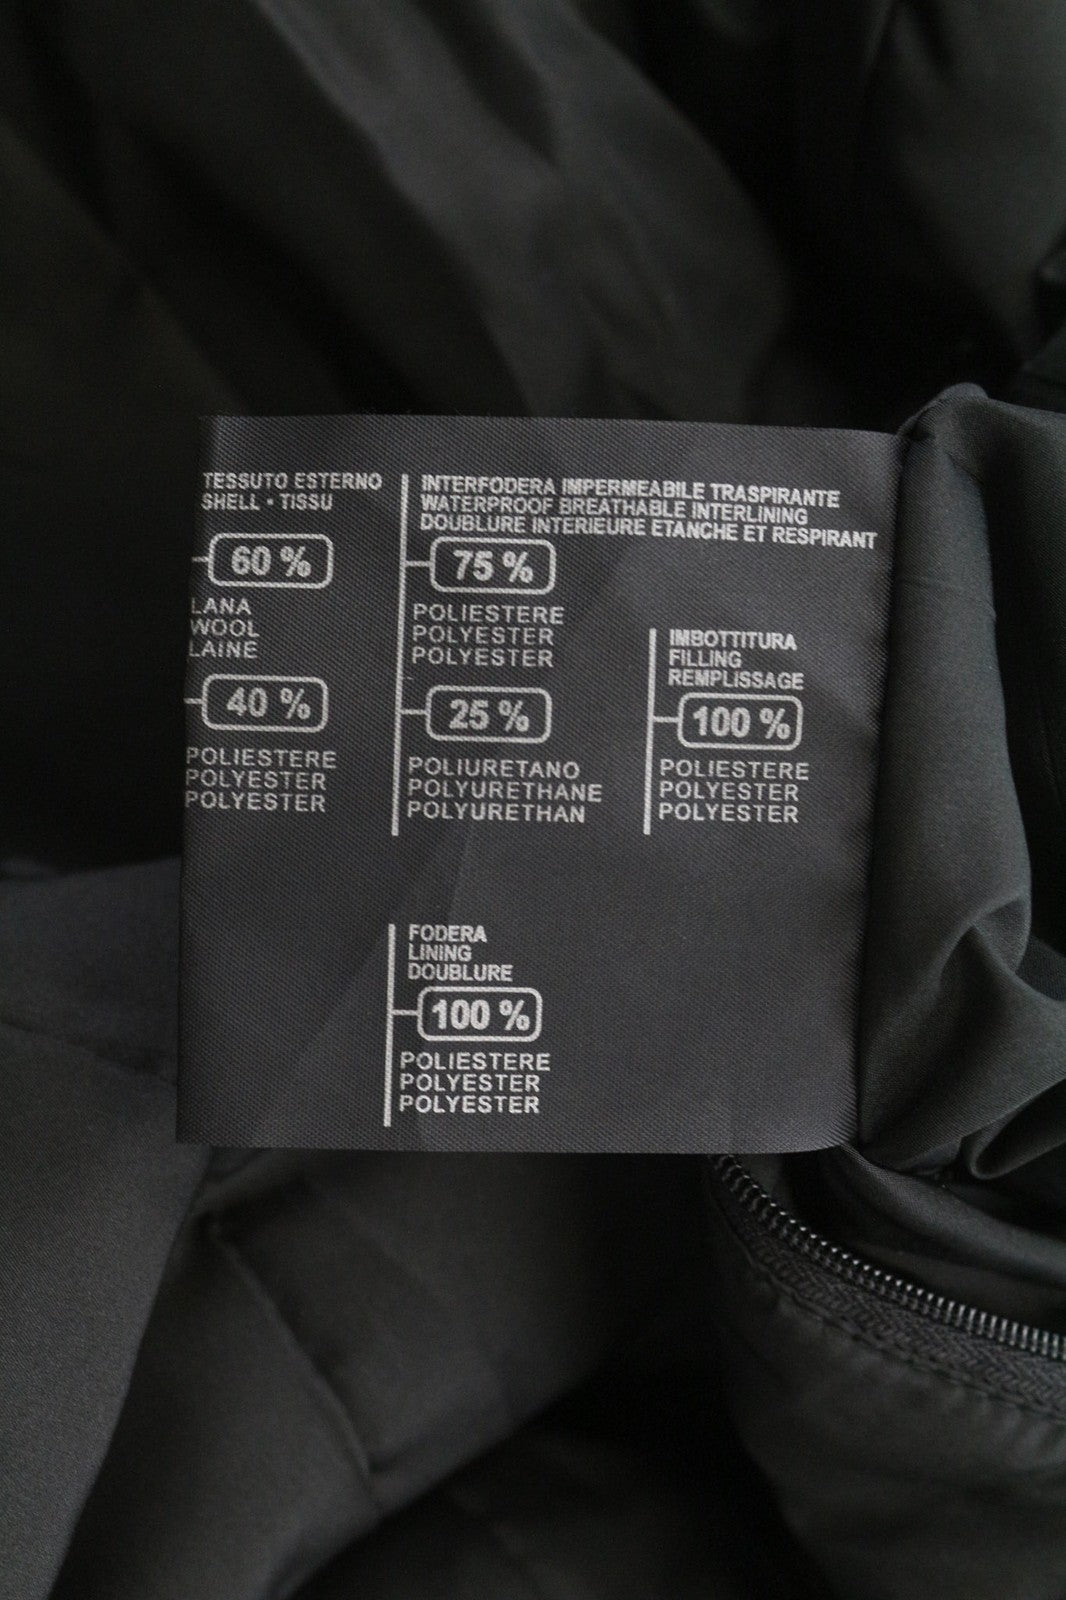 TESSUTO ESTERNO
SHELL • TISSU
60 %
LANA
WOOL
LAINE
40 %
POLIESTERE
POLYESTER
POLYESTER
INTERFODERA IMPERMEABILE TRASPIRANTE
WATERPROOF BREATHABLE INTERLINING
DOUBLURE INTERIEURE ETANCHE ET RESPIRANT
75 %
POLIESTERE
POLYESTER
POLYESTER
25 %
POLIURETANO
POLYURETHANE
POLYURETHAN
IMBOTTITURA
FILLING
REMPLISSAGE
100 %
POLIESTERE
POLYESTER
POLYESTER
FODERA
LINING
DOUBLURE
100 %
POLIESTERE
POLYESTER
POLYESTER